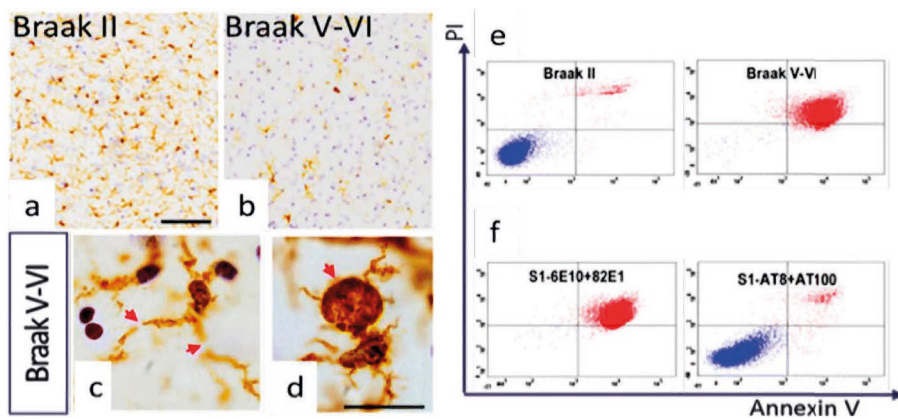 Braak II
Braak V-VI
a
b
Braak V-VI
c
d
PI
e
Braak II
Braak V-VI
f
S1-6E10+82E1
S1-AT8+AT100
Annexin V